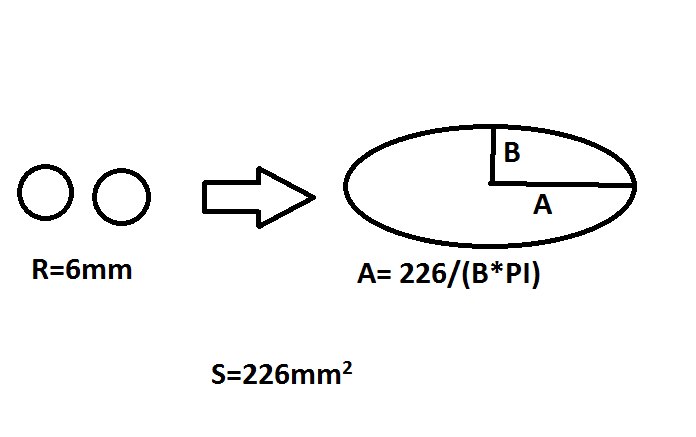 B
A
R=6mm
A= 226/(B*PI)
S=226mm²